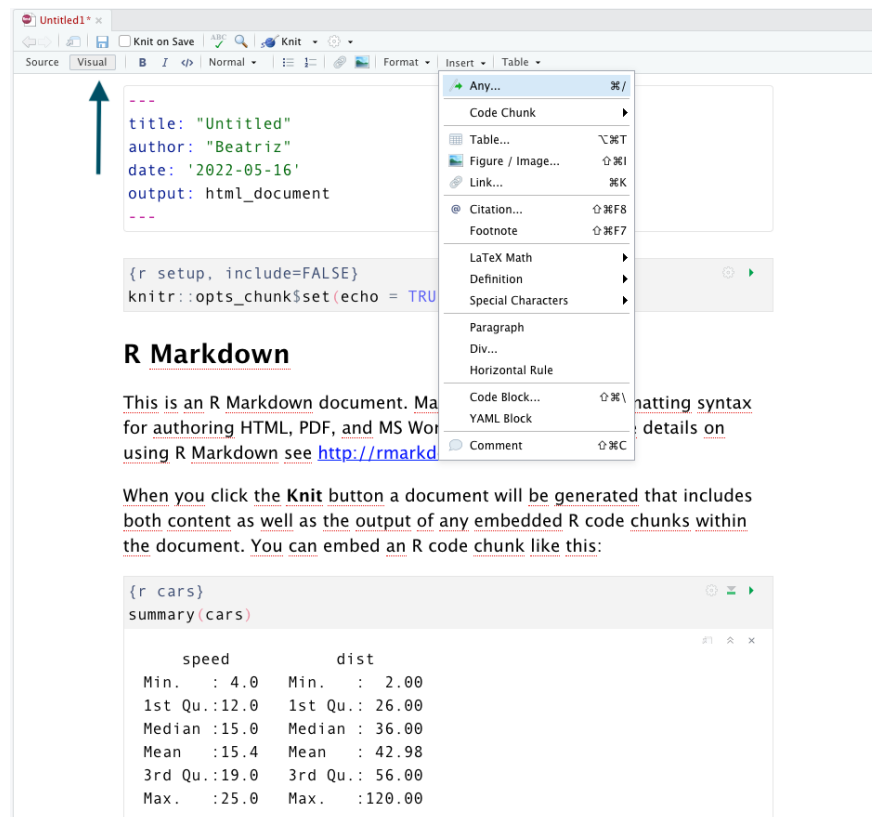 Untitled1* ×
Knit on Save ABC Knit
Source Visual B I </> Normal Format Insert Table
Any... ⌘/
Code Chunk
Table... ⌥⌘T
Figure / Image... ⇧⌘I
Link... ⌘K
@ Citation... ⇧⌘F8
Footnote ⇧⌘F7
LaTeX Math
Definition
Special Characters
Paragraph
Div...
Horizontal Rule
Code Block... ⇧⌘\
YAML Block
Comment ⇧⌘C
---
title: "Untitled"
author: "Beatriz"
date: '2022-05-16'
output: html_document
---
{r setup, include=FALSE}
knitr::opts_chunk$set(echo = TRU
R Markdown
This is an R Markdown document. Ma matting syntax
for authoring HTML, PDF, and MS Wor details on
using R Markdown see http://rmarkd
When you click the Knit button a document will be generated that includes
both content as well as the output of any embedded R code chunks within
the document. You can embed an R code chunk like this:
{r cars}
summary(cars)
speed dist
Min. : 4.0 Min. : 2.00
1st Qu.:12.0 1st Qu.: 26.00
Median :15.0 Median : 36.00
Mean :15.4 Mean : 42.98
3rd Qu.:19.0 3rd Qu.: 56.00
Max. :25.0 Max. :120.00